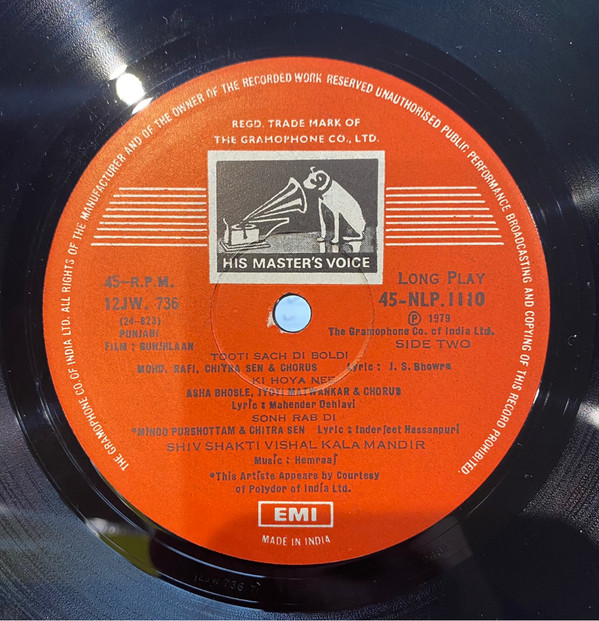 THE GRAMOPHONE CO. OF INDIA LTD. ALL RIGHTS OF THE MANUFACTURER AND OF THE OWNER OF THE RECORDED WORK RESERVED UNAUTHORISED PUBLIC PERFORMANCE BROADCASTING AND COPYING OF THIS RECORD PROHIBITED.
REGD. TRADE MARK OF
THE GRAMOPHONE CO., LTD.
HIS MASTER'S VOICE
45-R.P.M.
12JW. 736
(24-823)
PUNJABI
FILM : GUNJHLAAN
LONG PLAY
45-NLP.1110
Ⓟ 1979
The Gramophone Co. of India Ltd.
SIDE TWO
TOOTI SACH DI BOLDI
MOHD. RAFI, CHITRA SEN & CHORUS Lyric : J. S. Bhowra
KI HOYA NEE
ASHA BHOSLE, JYOTI MATWANKAR & CHORUS
Lyric : Mahender Dehlavi
SONH RAB DI
*MINOO PURSHOTTAM & CHITRA SEN Lyric : Inderjeet Hassanpuri
SHIV SHAKTI VISHAL KALA MANDIR
Music : Hemraaj
*This Artiste Appears by Courtesy
of Polydor of India Ltd.
EMI
MADE IN INDIA
12JW 736